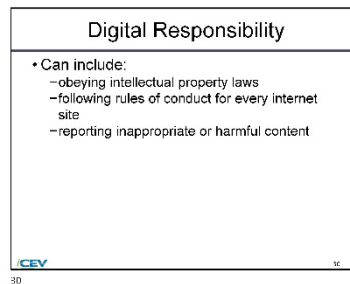 Digital Responsibility
• Can include:
–obeying intellectual property laws
–following rules of conduct for every internet
site
–reporting inappropriate or harmful content
iCEV
30
30